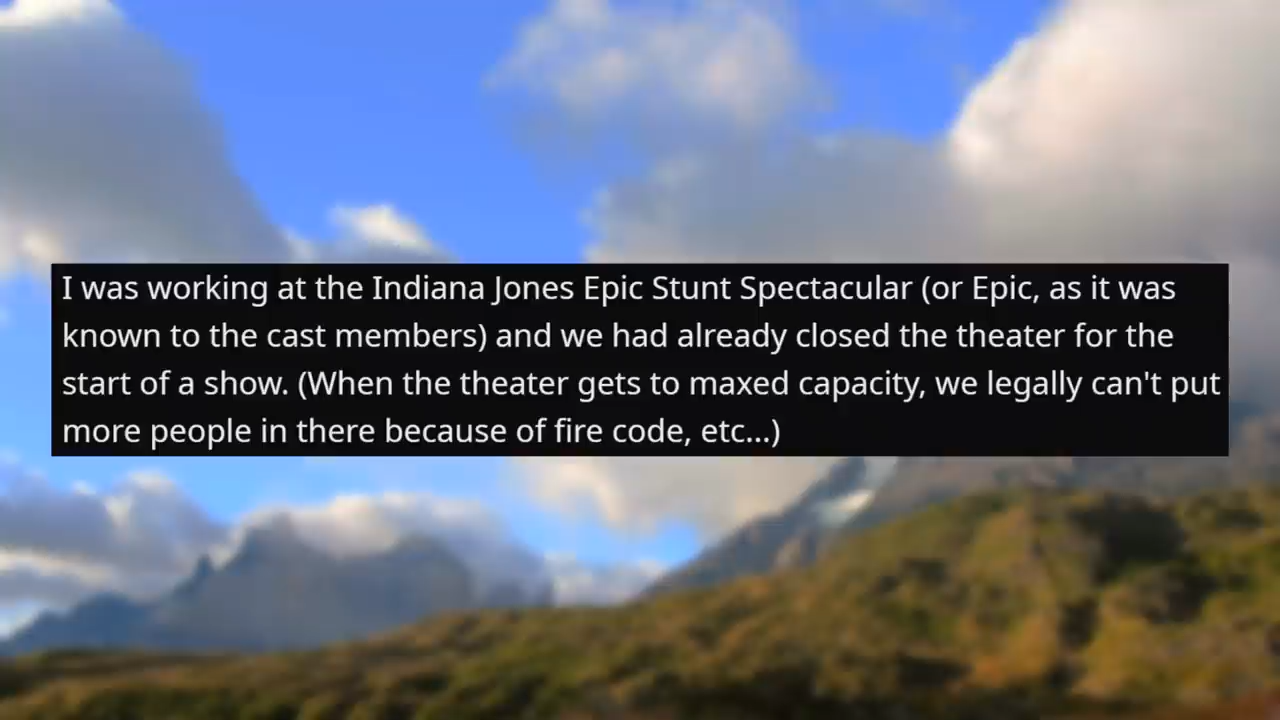 I was working at the Indiana Jones Epic Stunt Spectacular (or Epic, as it was
known to the cast members) and we had already closed the theater for the
start of a show. (When the theater gets to maxed capacity, we legally can't put
more people in there because of fire code, etc...)